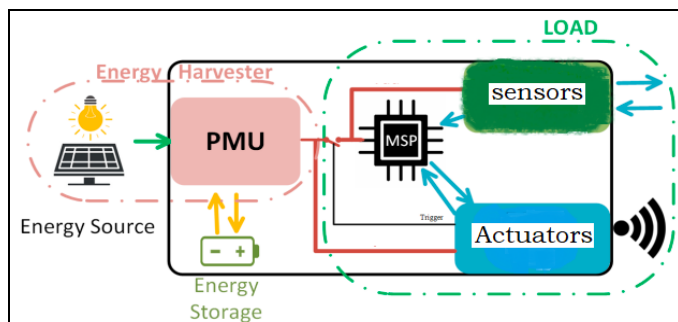 LOAD
Energy Harvester
sensors
PMU
MSP
Energy Source
Trigger
Actuators
Energy
Storage